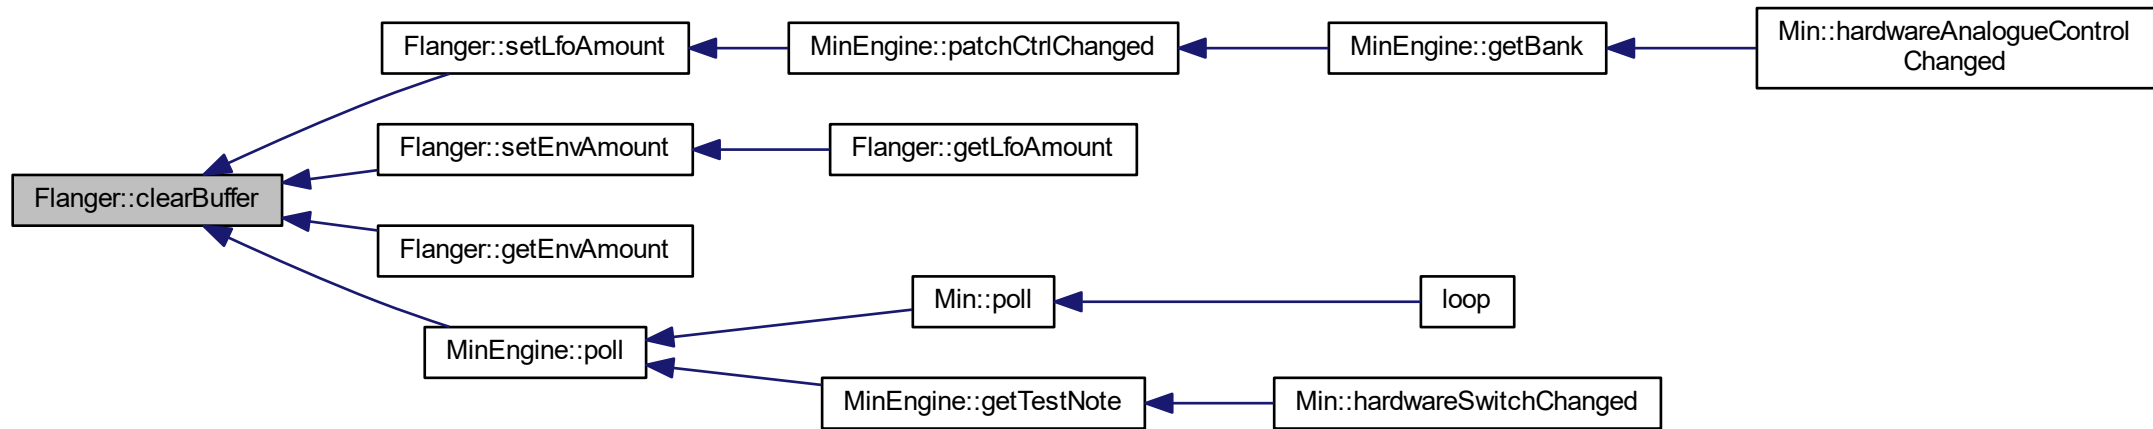 Flanger::clearBuffer
Flanger::setLfoAmount
MinEngine::patchCtrlChanged
MinEngine::getBank
Min::hardwareAnalogueControl
Changed
Flanger::setEnvAmount
Flanger::getLfoAmount
Flanger::getEnvAmount
MinEngine::poll
Min::poll
loop
MinEngine::getTestNote
Min::hardwareSwitchChanged